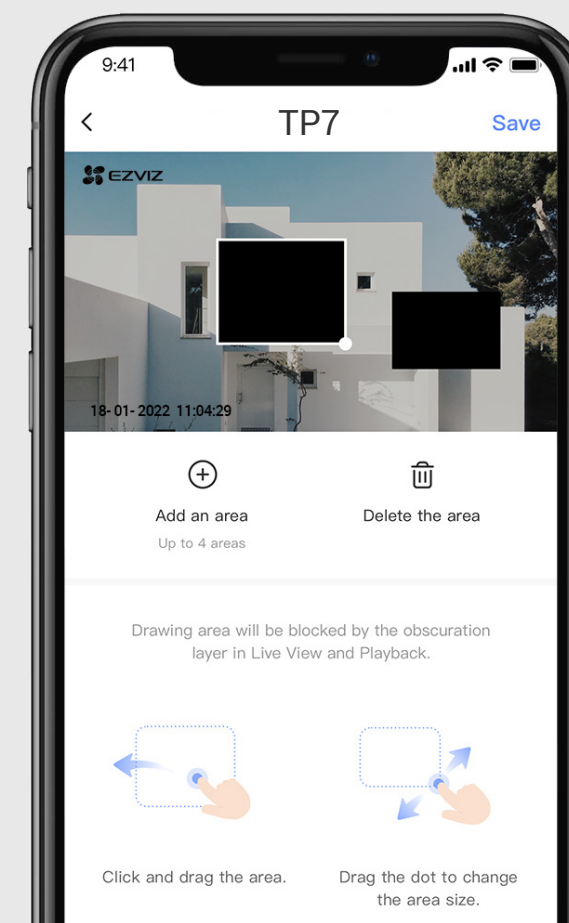 9:41
TP7
Save
EZVIZ
18-01-2022 11:04:29
Add an area
Delete the area
Up to 4 areas
Drawing area will be blocked by the obscuration
layer in Live View and Playback.
Click and drag the area.
Drag the dot to change
the area size.